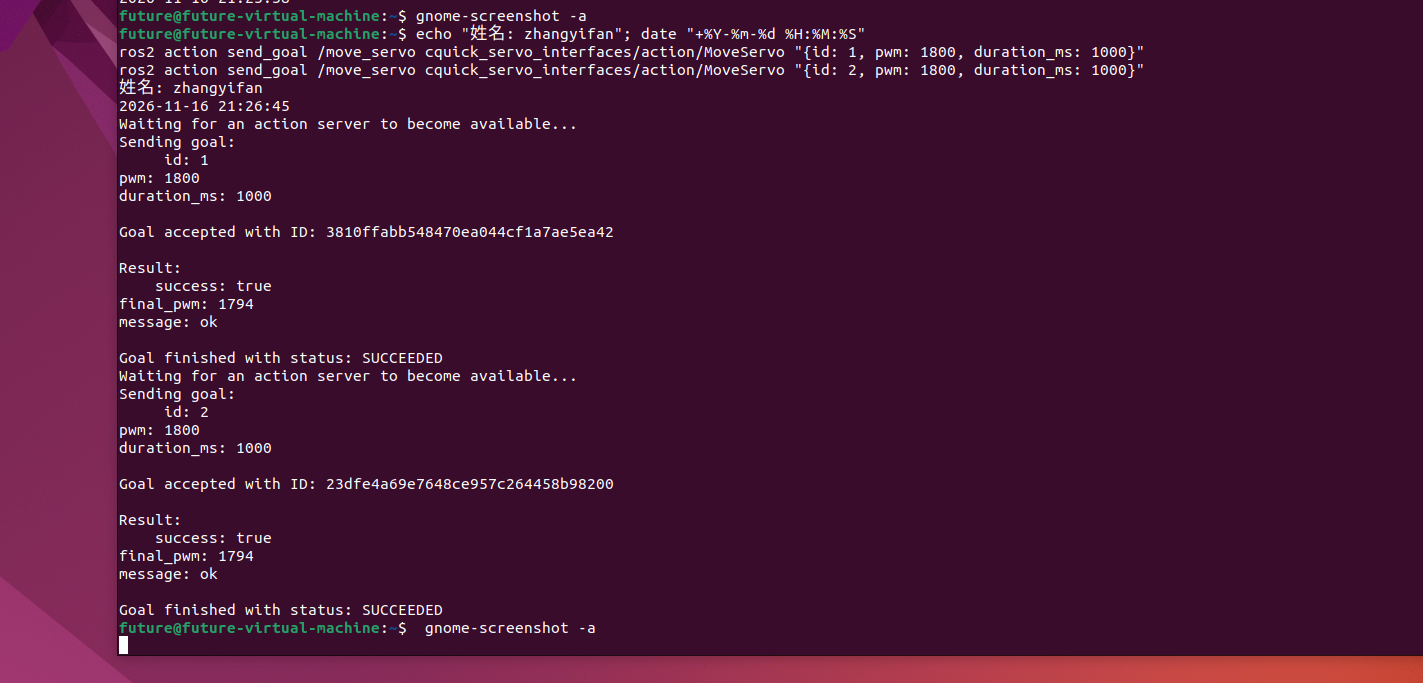 future@future-virtual-machine:~$ gnome-screenshot -a
future@future-virtual-machine:~$ echo "姓名: zhangyifan"; date "+%Y-%m-%d %H:%M:%S"
ros2 action send_goal /move_servo cquick_servo_interfaces/action/MoveServo "{id: 1, pwm: 1800, duration_ms: 1000}"
ros2 action send_goal /move_servo cquick_servo_interfaces/action/MoveServo "{id: 2, pwm: 1800, duration_ms: 1000}"
姓名: zhangyifan
2026-11-16 21:26:45
Waiting for an action server to become available...
Sending goal:
     id: 1
pwm: 1800
duration_ms: 1000

Goal accepted with ID: 3810ffabb548470ea044cf1a7ae5ea42

Result:
    success: true
final_pwm: 1794
message: ok

Goal finished with status: SUCCEEDED
Waiting for an action server to become available...
Sending goal:
     id: 2
pwm: 1800
duration_ms: 1000

Goal accepted with ID: 23dfe4a69e7648ce957c264458b98200

Result:
    success: true
final_pwm: 1794
message: ok

Goal finished with status: SUCCEEDED
future@future-virtual-machine:~$  gnome-screenshot -a